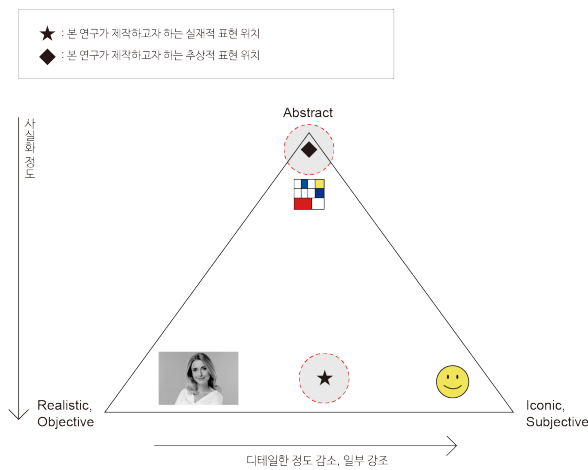 ★ : 본 연구가 제작하고자 하는 실재적 표현 위치
◆ : 본 연구가 제작하고자 하는 추상적 표현 위치
사실화 정도
Abstract
Realistic,
Objective
Iconic,
Subjective
디테일한 정도 감소, 일부 강조